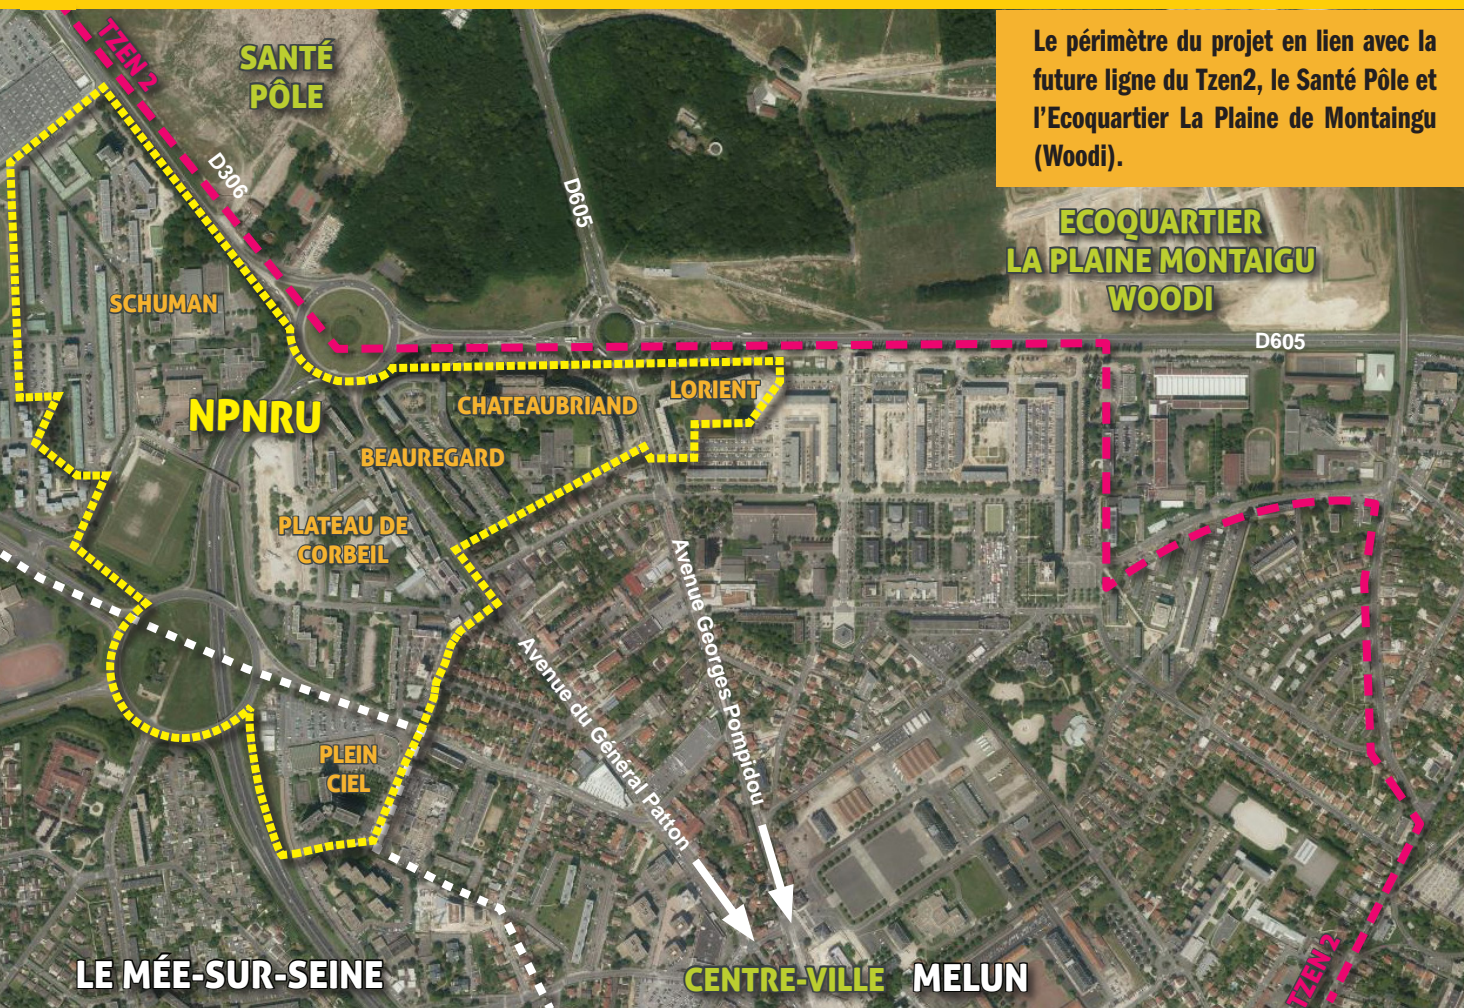 Le périmètre du projet en lien avec la
future ligne du Tzen2, le Santé Pôle et
l'Ecoquartier La Plaine de Montaingu
(Woodi).
TZEN 2
SANTÉ
PÔLE
D306
D605
ECOQUARTIER
LA PLAINE MONTAIGU
WOODI
D605
SCHUMAN
NPNRU
CHATEAUBRIAND
LORIENT
BEAUREGARD
PLATEAU DE
CORBEIL
Avenue Georges Pompidou
Avenue du Général Patton
PLEIN
CIEL
LE MÉE-SUR-SEINE
CENTRE-VILLE
MELUN
TZEN 2